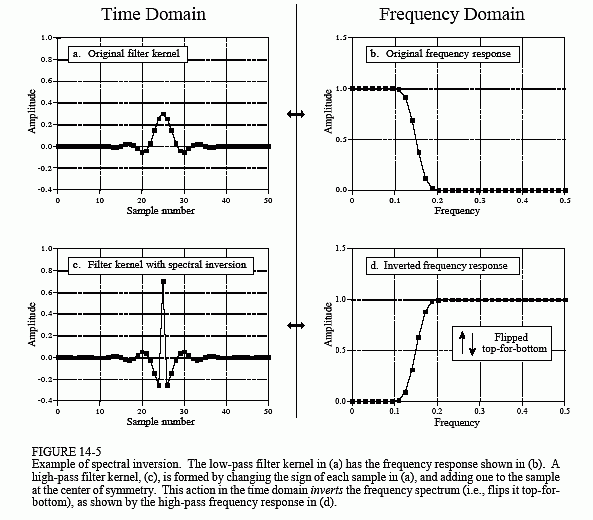 Time Domain
Frequency Domain
a. Original filter kernel
1.0
0.8
0.6
0.4
0.2
0.0
-0.2
-0.4
Amplitude
0 10 20 30 40 50
Sample number
b. Original frequency response
1.5
1.0
0.5
0.0
Amplitude
0 0.1 0.2 0.3 0.4 0.5
Frequency
c. Filter kernel with spectral inversion
1.0
0.8
0.6
0.4
0.2
0.0
-0.2
-0.4
Amplitude
0 10 20 30 40 50
Sample number
d. Inverted frequency response
1.5
1.0
0.5
0.0
Amplitude
Flipped
top-for-bottom
0 0.1 0.2 0.3 0.4 0.5
Frequency
FIGURE 14-5
Example of spectral inversion. The low-pass filter kernel in (a) has the frequency response shown in (b). A
high-pass filter kernel, (c), is formed by changing the sign of each sample in (a), and adding one to the sample
at the center of symmetry. This action in the time domain inverts the frequency spectrum (i.e., flips it top-for-
bottom), as shown by the high-pass frequency response in (d).